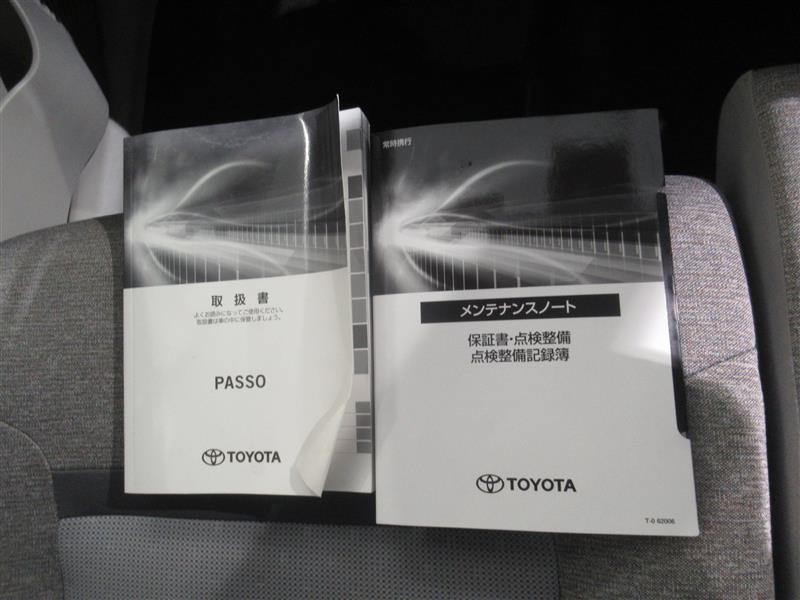 取扱書
よくお読みになってご使用ください。
取扱書は車の中に保管しましょう。
PASSO
TOYOTA
常時携行
メンテナンスノート
保証書・点検整備
点検整備記録簿
TOYOTA
T-0 62006